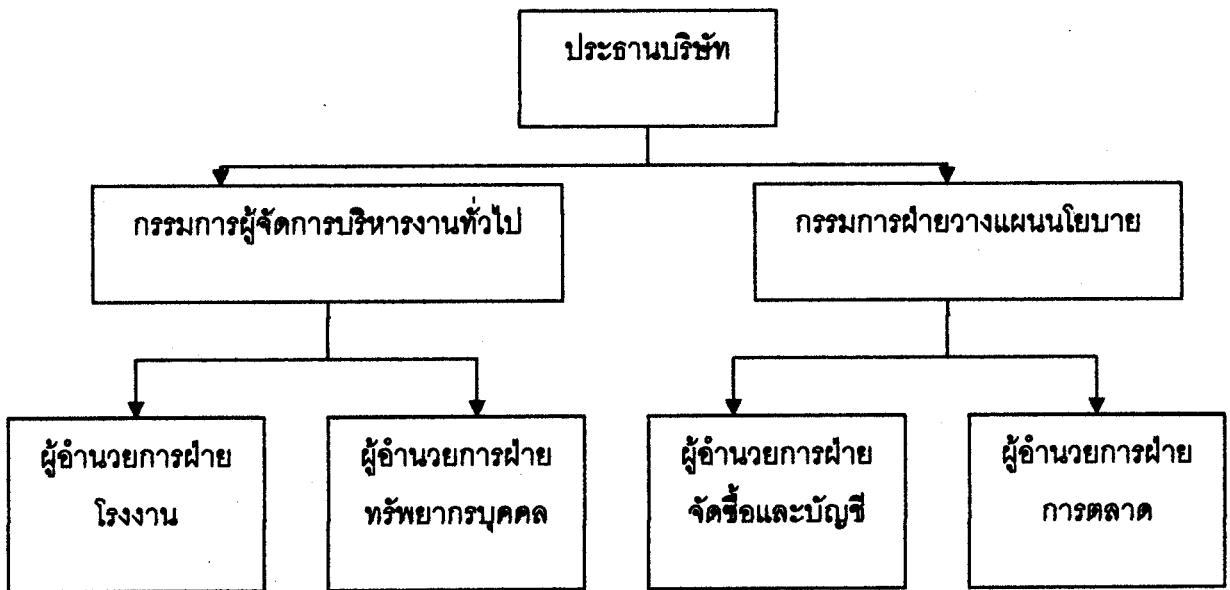 ประธานบริษัท
กรรมการผู้จัดการบริหารงานทั่วไป
กรรมการฝ่ายวางแผนนโยบาย
ผู้อำนวยการฝ่าย
โรงงาน
ผู้อำนวยการฝ่าย
ทรัพยากรบุคคล
ผู้อำนวยการฝ่าย
จัดซื้อและบัญชี
ผู้อำนวยการฝ่าย
การตลาด